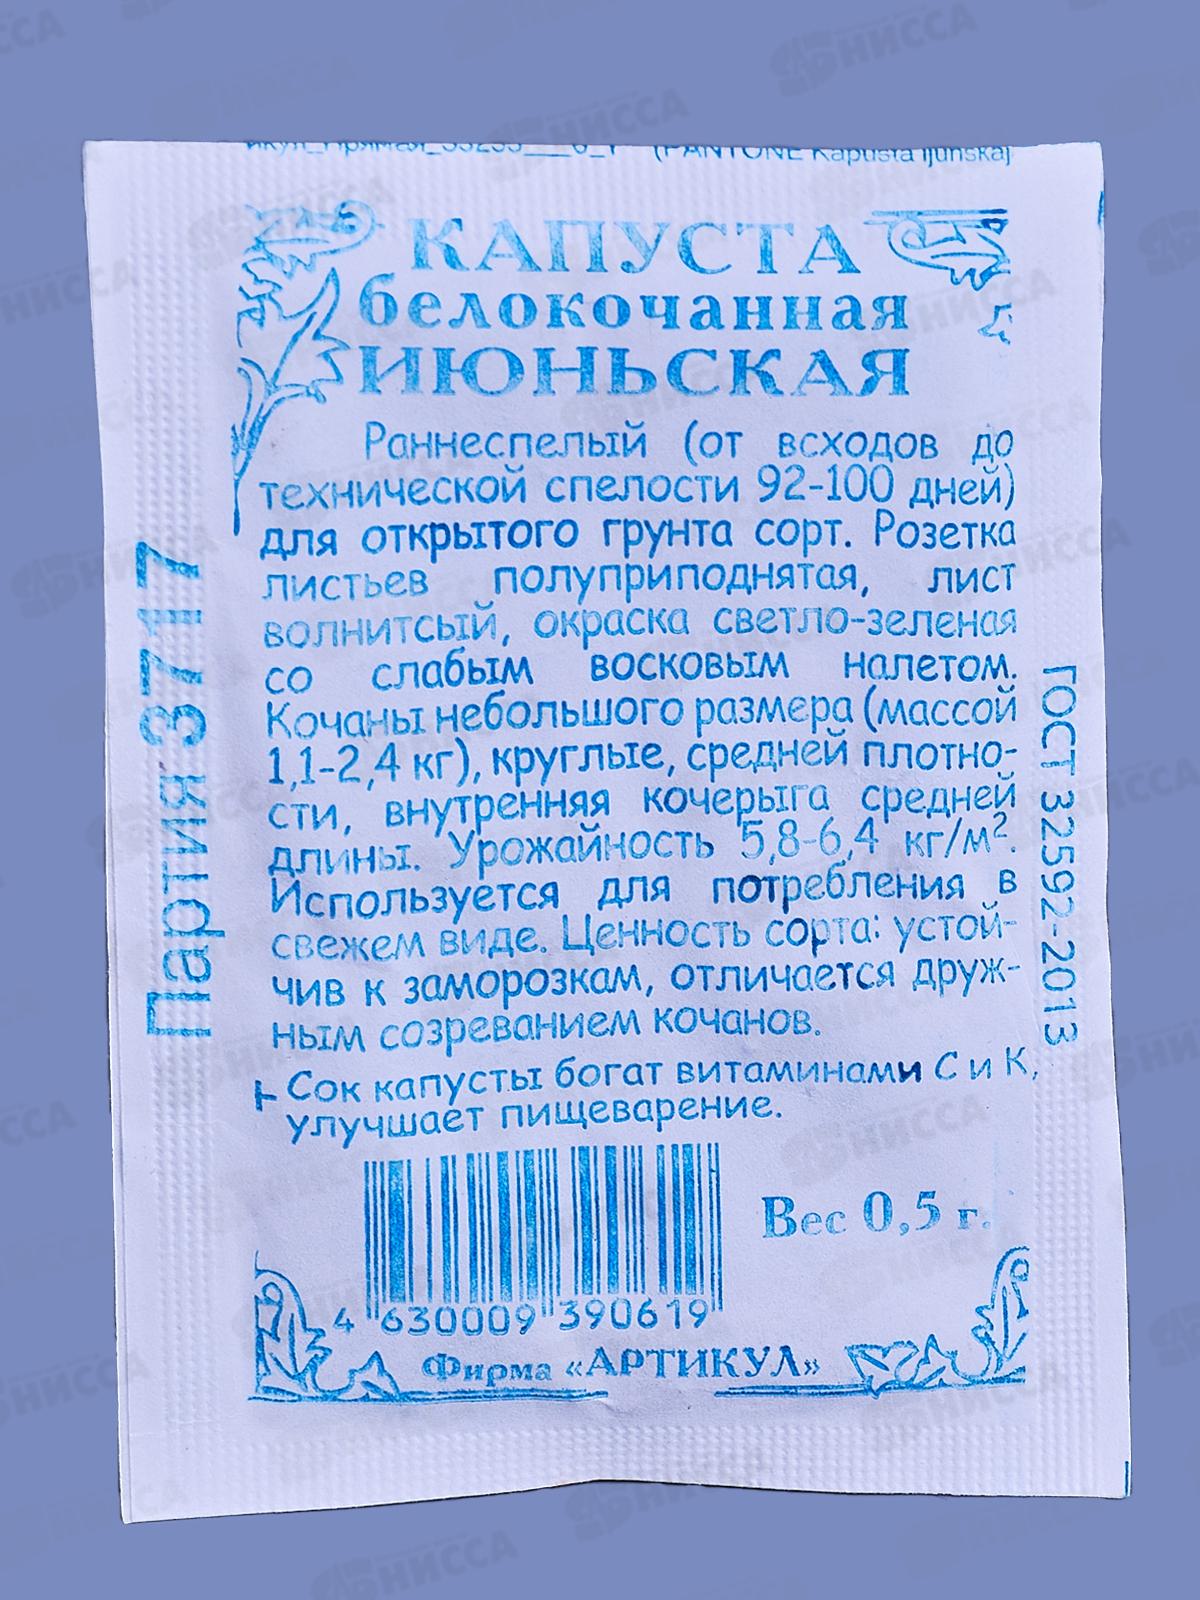 (PANTONE Kapusta Ijunskaj
КАПУСТА
белокочанная
ИЮНЬСКАЯ
Раннеспелый (от всходов до
технической спелости 92-100 дней)
для открытого грунта сорт. Розетка
листьев полуприподнятая, лист
волнитсый, окраска светло-зеленая
со слабым восковым налетом.
Кочаны небольшого размера (массой
1,1-2,4 кг), круглые, средней плотно-
сти, внутренняя кочерыга средней
длины. Урожайность 5,8-6,4 кг/м².
Используется для потребления в
свежем виде. Ценность сорта: устой-
чив к заморозкам, отличается друж-
ным созреванием кочанов.
Сок капусты богат витаминами С и К,
улучшает пищеварение.
Вес 0,5 г.
4 630009 390619
Фирма «АРТИКУЛ»
Партия 3717
ГОСТ 32592-2013
НИССА